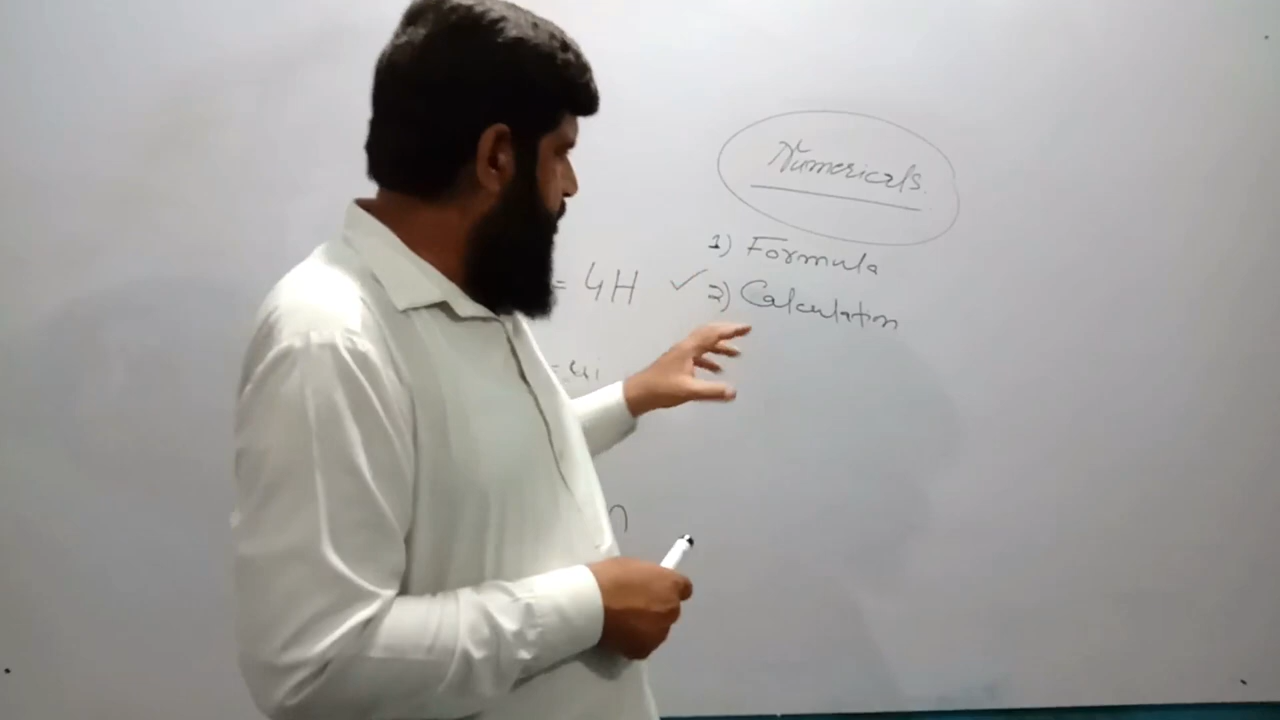 Numericals.
1) Formula
= 4H ✓ 2) Calculation
n